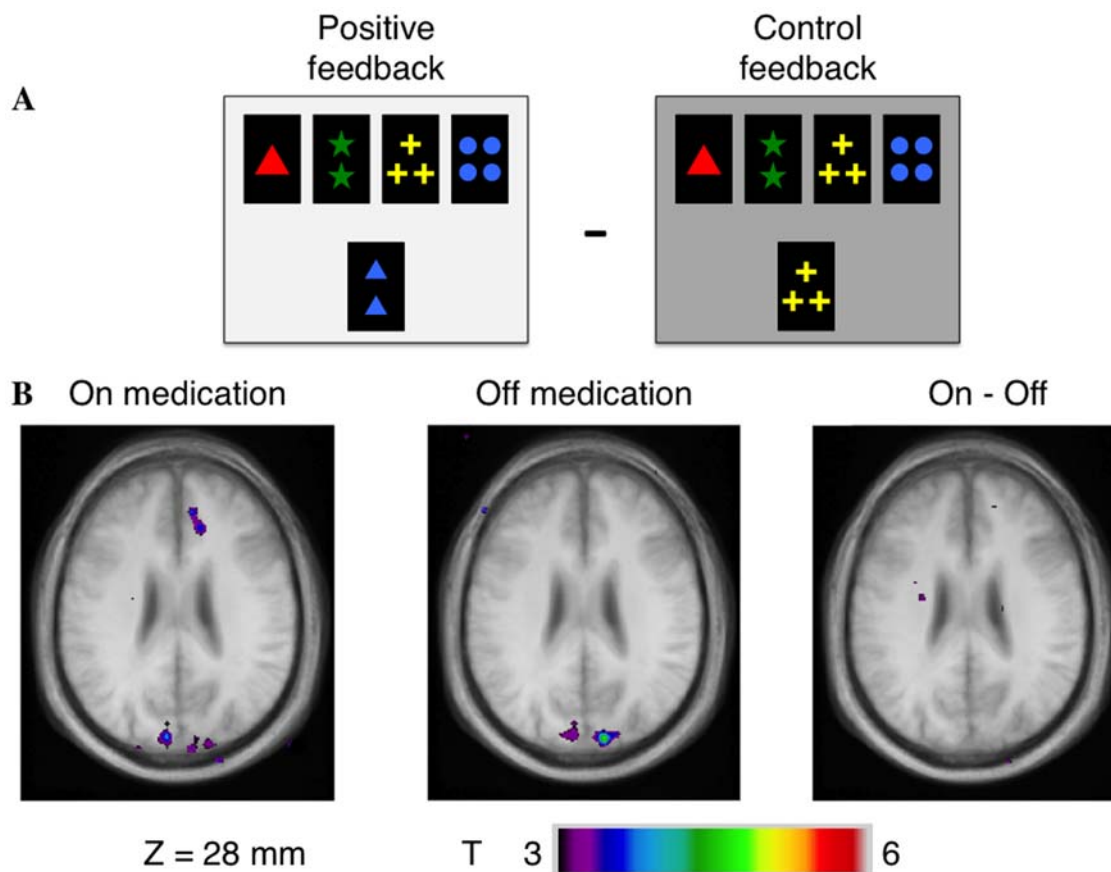 Positive
feedback
Control
feedback
A
-
B
On medication
Off medication
On - Off
Z = 28 mm
T 3 6